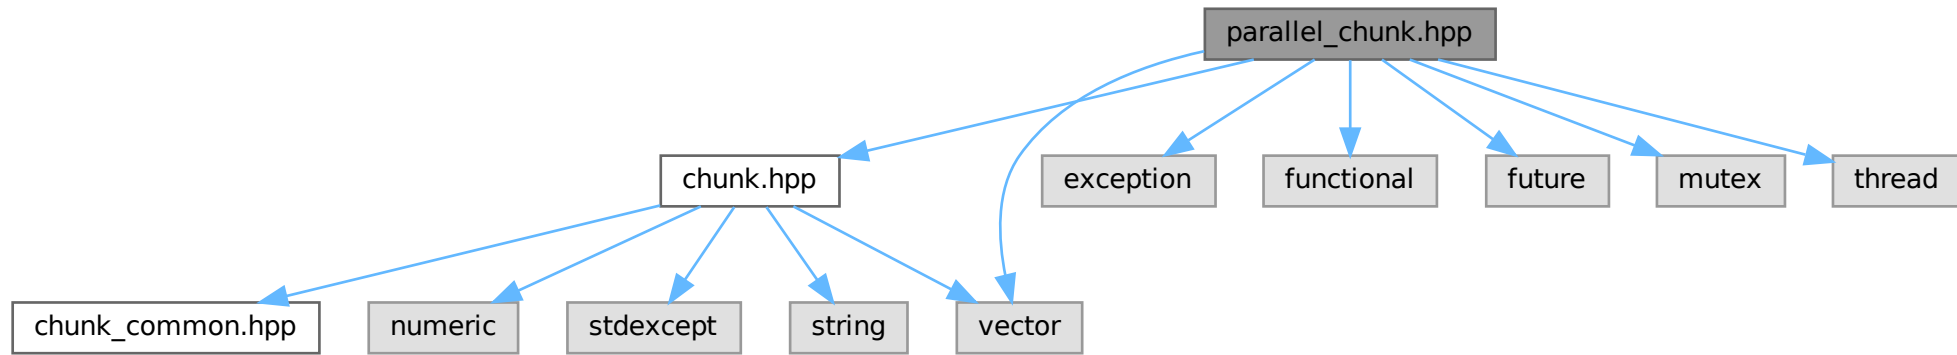 parallel_chunk.hpp
chunk.hpp
exception
functional
future
mutex
thread
chunk_common.hpp
numeric
stdexcept
string
vector